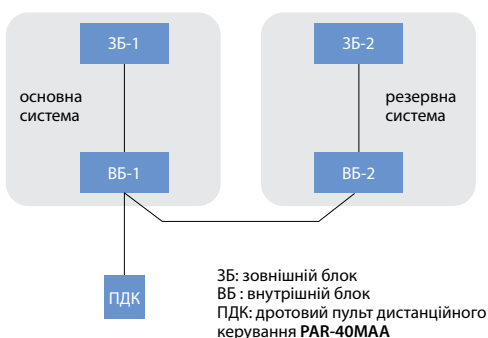 ЗБ-1
ЗБ-2
основна
система
резервна
система
ВБ-1
ВБ-2
ПДК
ЗБ: зовнішній блок
ВБ : внутрішній блок
ПДК: дротовий пульт дистанційного
керування PAR-40MAA